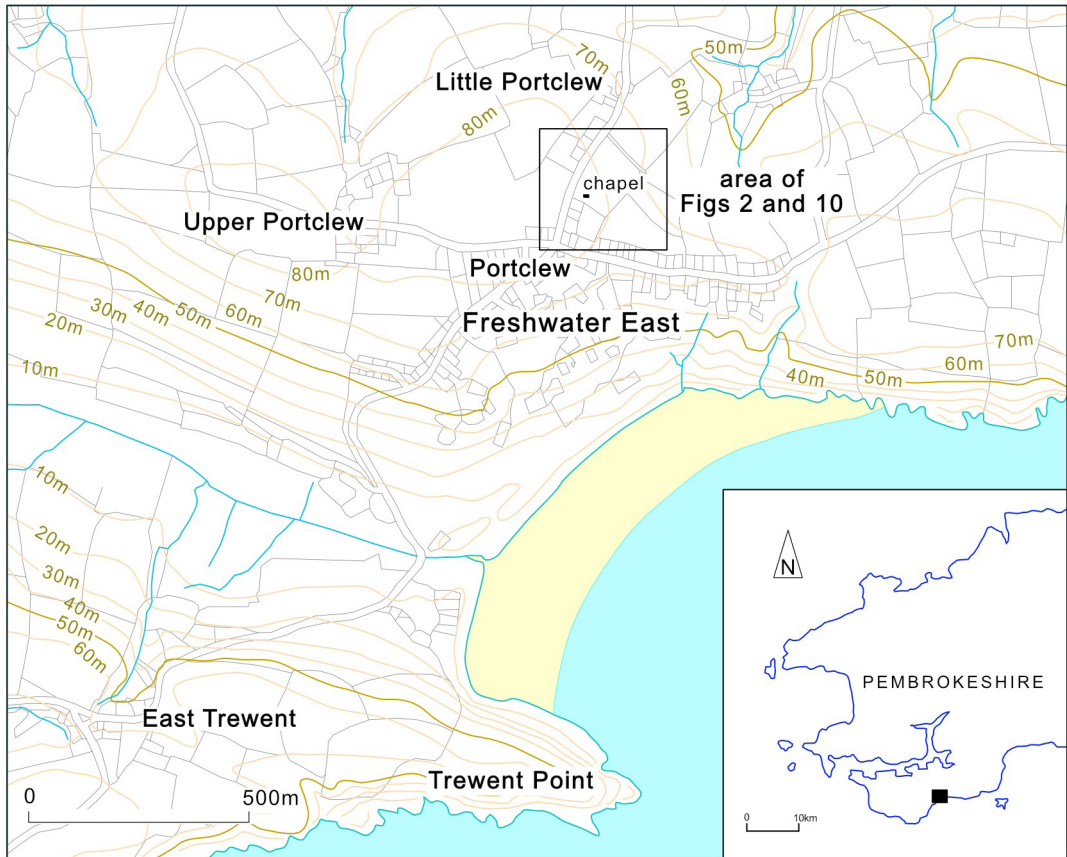 50m
70m
Little Portclew
60m
80m
chapel
area of
Figs 2 and 10
Upper Portclew
Portclew
80m
70m
60m
50m
40m
30m
20m
10m
Freshwater East
70m
60m
50m
40m
10m
20m
30m
40m
50m
60m
East Trewent
Trewent Point
0
500m
N
PEMBROKESHIRE
0
10km